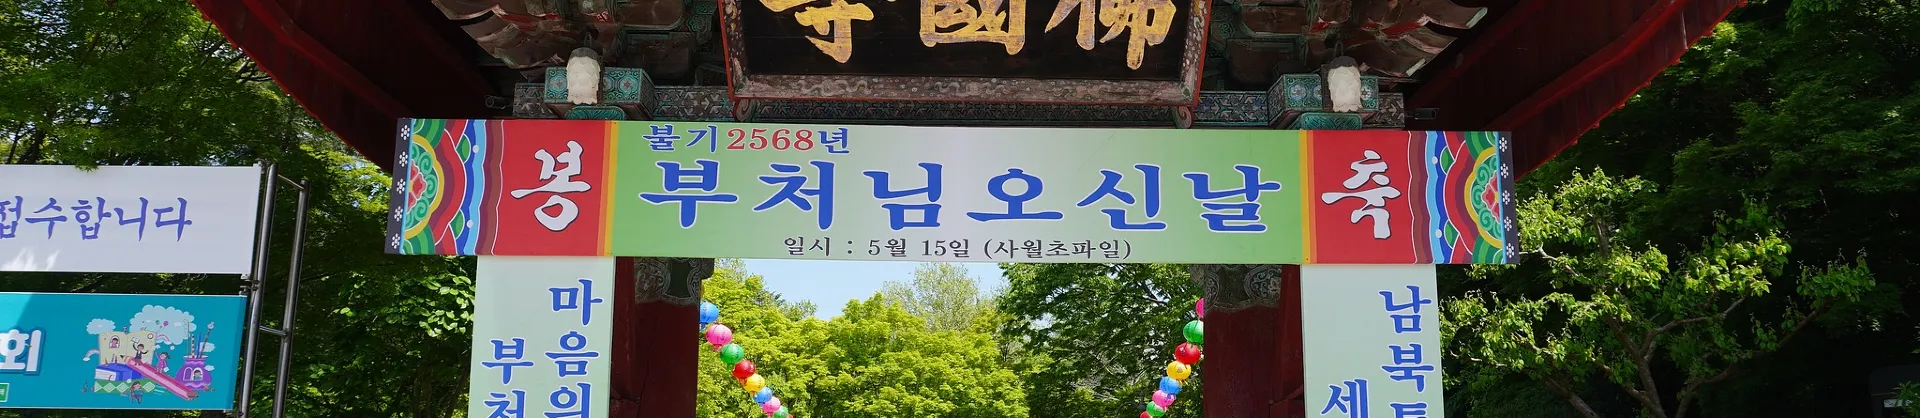 寺國佛
불기 2568년
봉 부처님오신날 축
일시 : 5월 15일 (사월초파일)
접수합니다
회
마음의
부처
남북
세